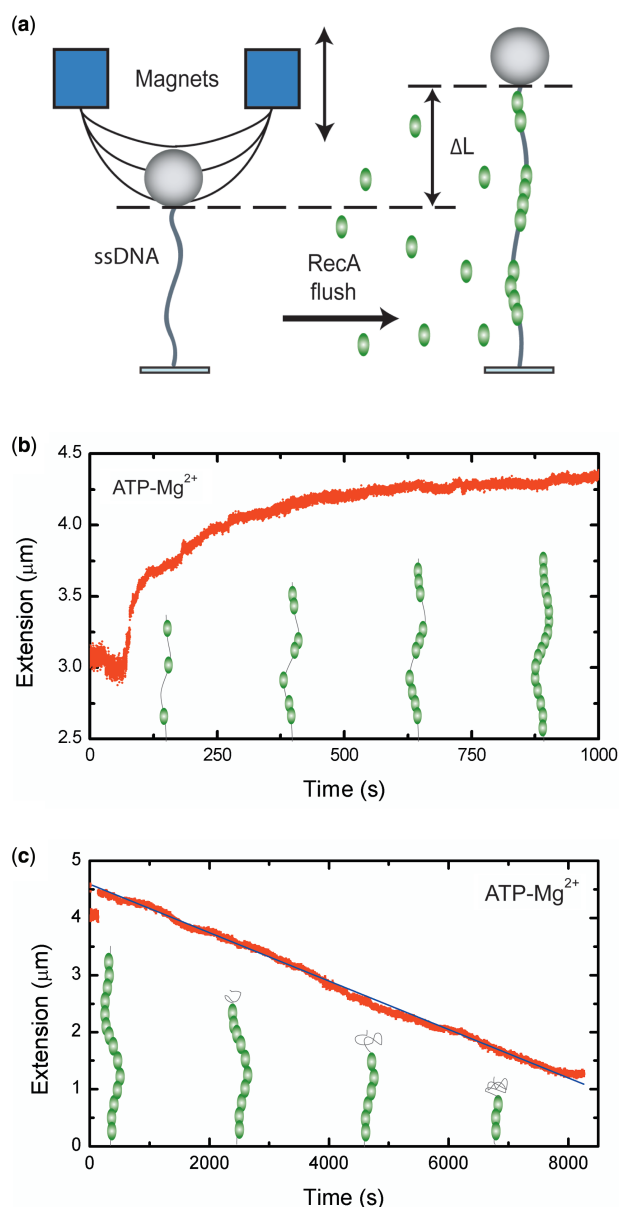 (a)
Magnets
ΔL
ssDNA
RecA
flush
(b)
4.5
ATP-Mg2+
4.0
3.5
3.0
2.5
Extension (μm)
0 250 500 750 1000
Time (s)
(c)
5
ATP-Mg2+
4
3
2
1
0
Extension (μm)
0 2000 4000 6000 8000
Time (s)